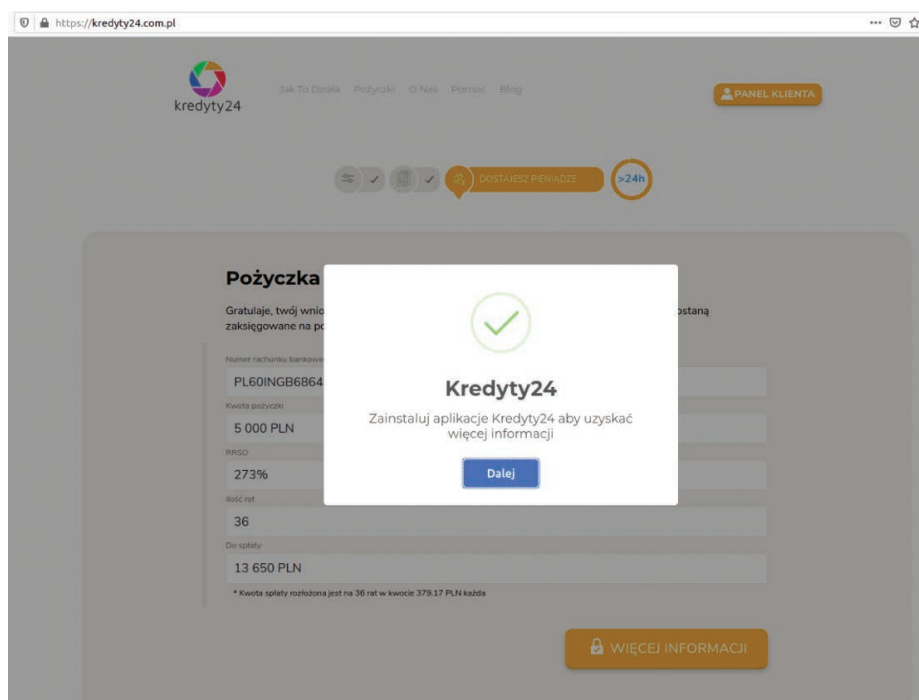 https://kredyty24.com.pl
kredyty24
Jak To Działa Pożyczki O Nas Pomoc Blog
PANEL KLIENTA
DOSTAJESZ PIENIĄDZE
>24h
Pożyczka
Gratulaje, twój wnio
ostaną
zaksięgowane na po
Numer rachunku bankowe
PL60INGB6864
Kwota pożyczki
5 000 PLN
RRSO
273%
Ilość rat
36
Do spłaty
13 650 PLN
* Kwota spłaty rozłożona jest na 36 rat w kwocie 379.17 PLN każda
WIĘCEJ INFORMACJI
Kredyty24
Zainstaluj aplikacje Kredyty24 aby uzyskać
więcej informacji
Dalej